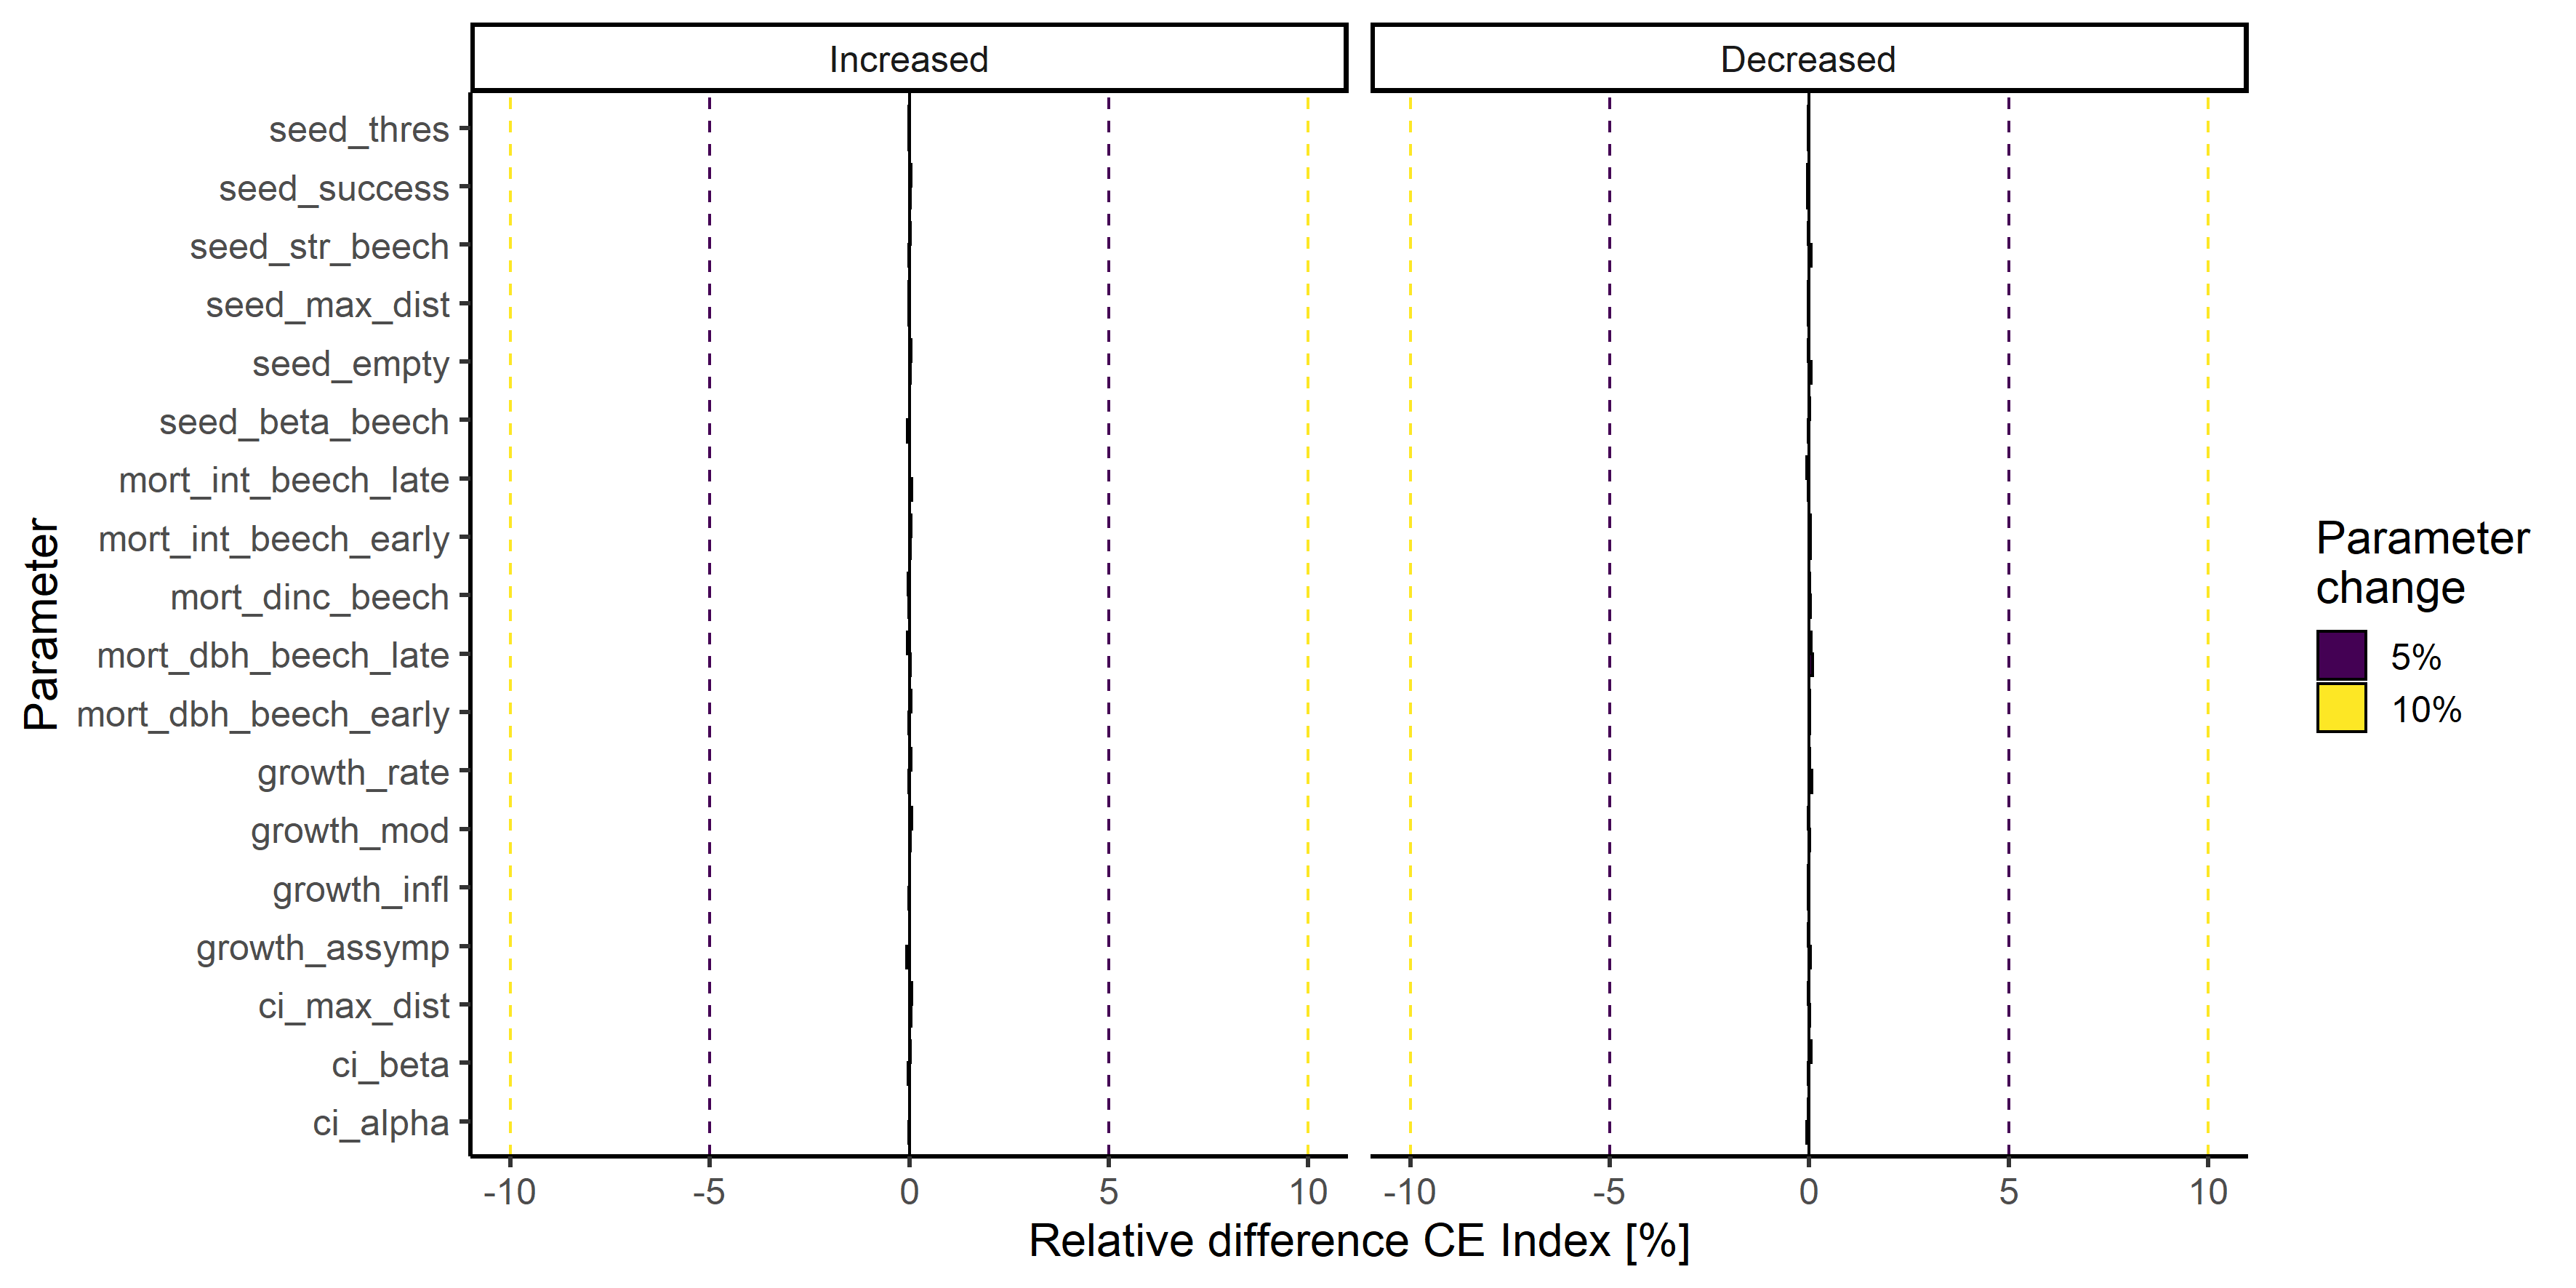 Increased
Decreased
Parameter
seed_thres
seed_success
seed_str_beech
seed_max_dist
seed_empty
seed_beta_beech
mort_int_beech_late
mort_int_beech_early
mort_dinc_beech
mort_dbh_beech_late
mort_dbh_beech_early
growth_rate
growth_mod
growth_infl
growth_assymp
ci_max_dist
ci_beta
ci_alpha
-10 -5 0 5 10
-10 -5 0 5 10
Relative difference CE Index [%]
Parameter
change
5%
10%